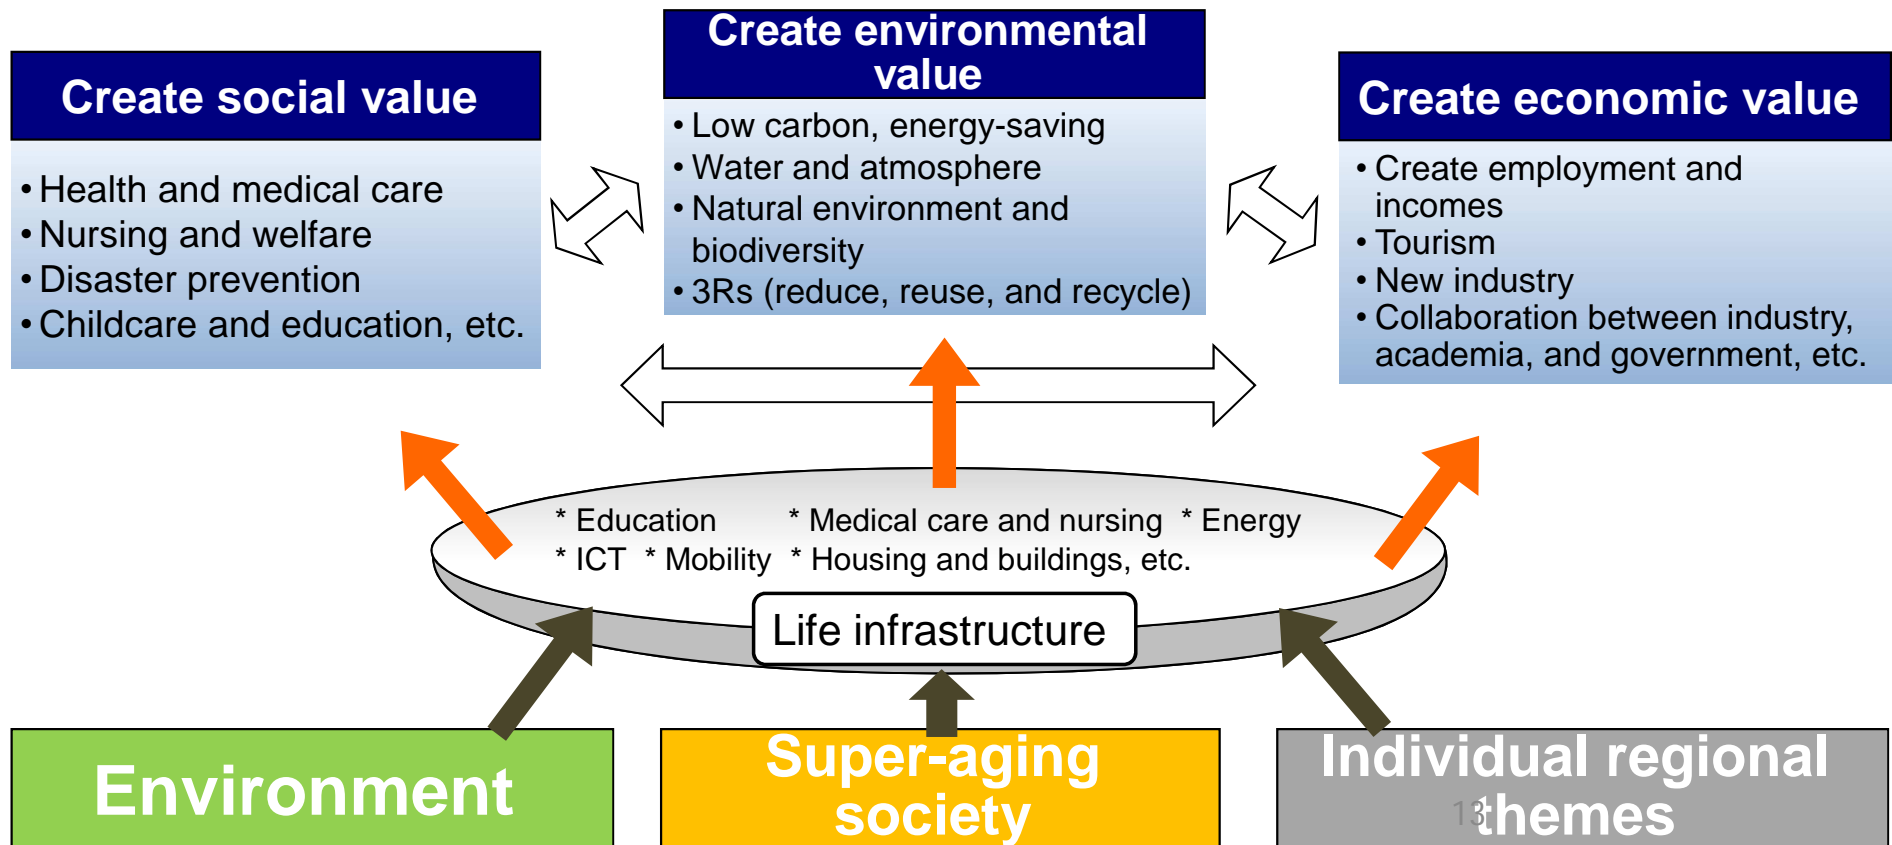 Create social value
• Health and medical care
• Nursing and welfare
• Disaster prevention
• Childcare and education, etc.
Create environmental
value
• Low carbon, energy-saving
• Water and atmosphere
• Natural environment and
biodiversity
• 3Rs (reduce, reuse, and recycle)
Create economic value
• Create employment and
incomes
• Tourism
• New industry
• Collaboration between industry,
academia, and government, etc.
* Education * Medical care and nursing * Energy
* ICT * Mobility * Housing and buildings, etc.
Life infrastructure
Environment
Super-aging
society
Individual regional
themes
13